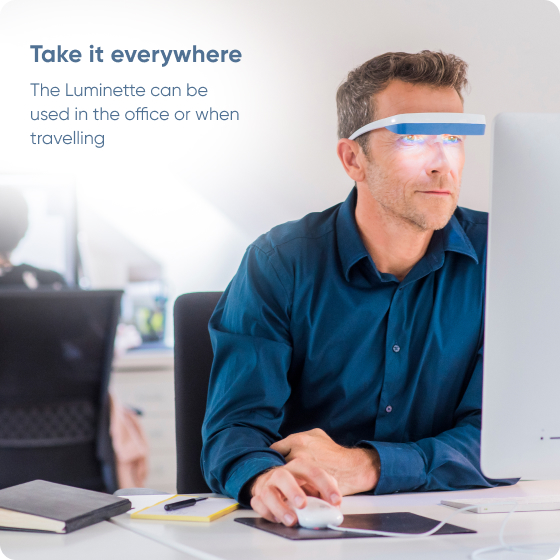 Take it everywhere
The Luminette can be
used in the office or when
travelling